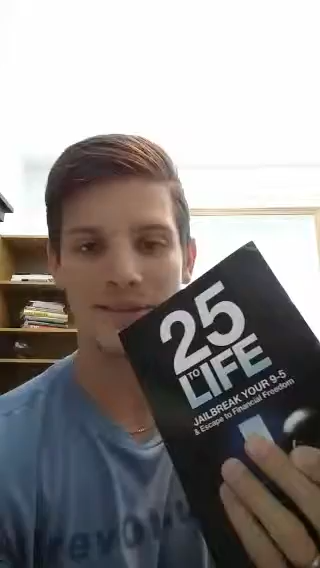 25
TO
LIFE
JAILBREAK YOUR 9-5
& Escape to Financial Freedom